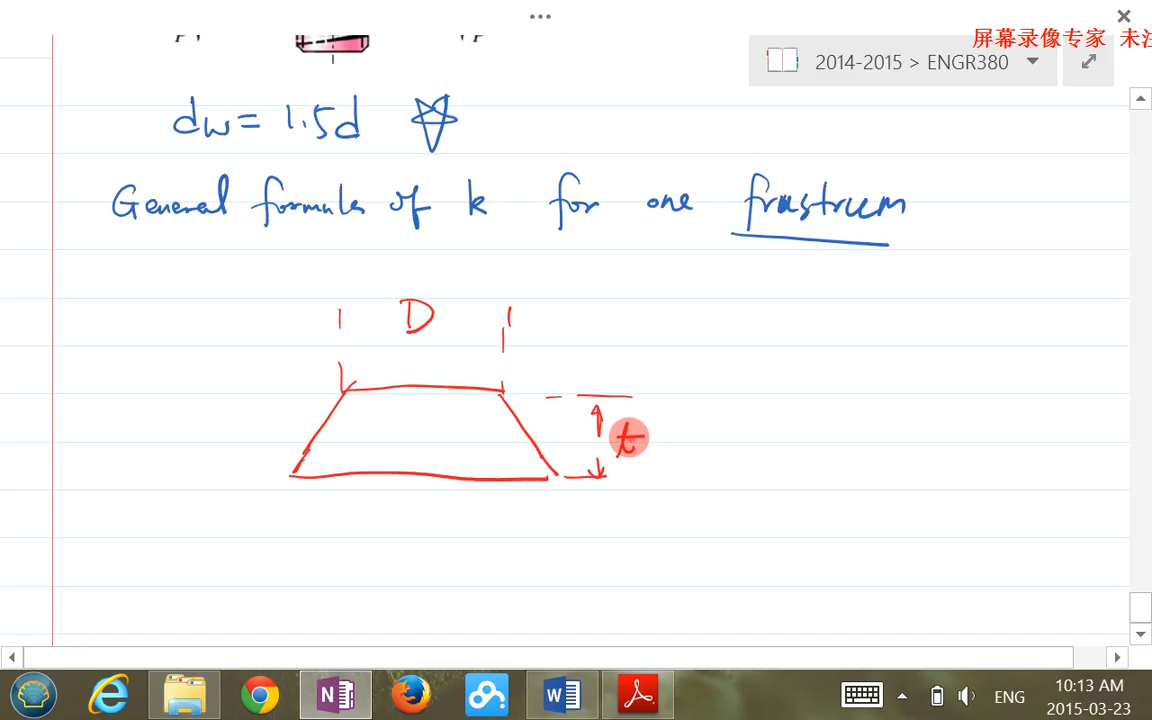 屏幕录像专家 未
2014-2015 > ENGR380
dw = 1.5d
General formula of k for one frustrum
D
t
ENG
10:13 AM
2015-03-23